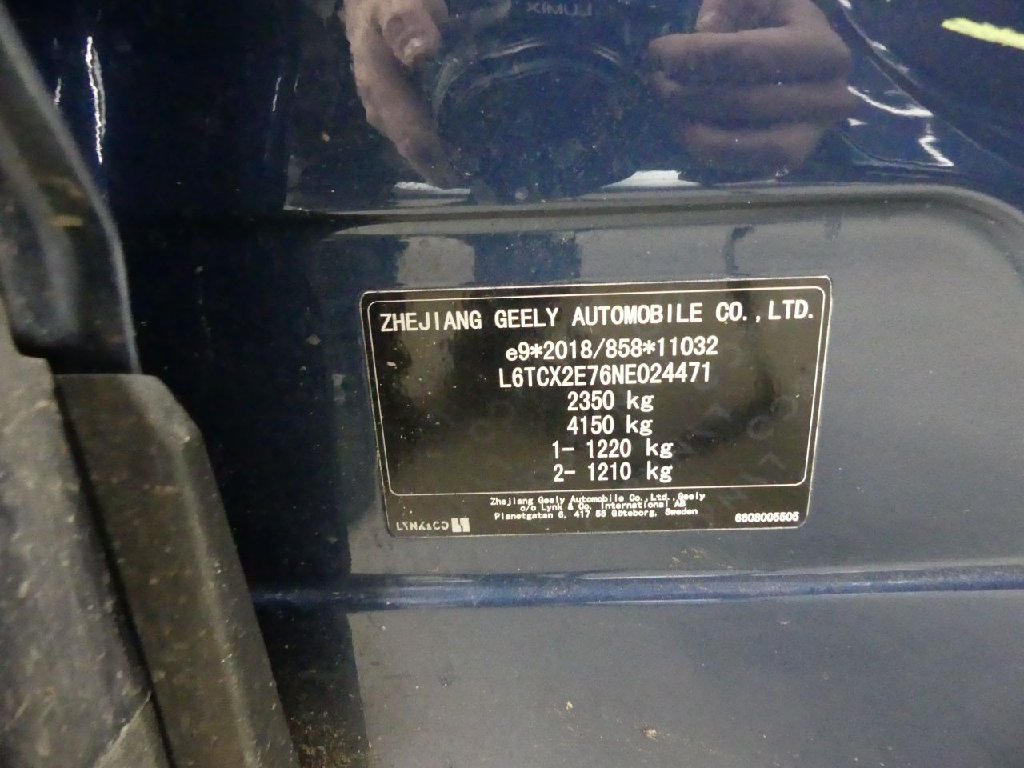 LUMIX
ZHEJIANG GEELY AUTOMOBILE CO.,LTD.
e9*2018/858*11032
L6TCX2E76NE024471
2350 kg
4150 kg
1- 1220 kg
2- 1210 kg
Zhejiang Geely Automobile Co.,Ltd.,Geely
c/o Lynk & Co. International AB
Planetgatan 6, 417 55 Göteborg, Sweden
LYNK&CO
6608005505